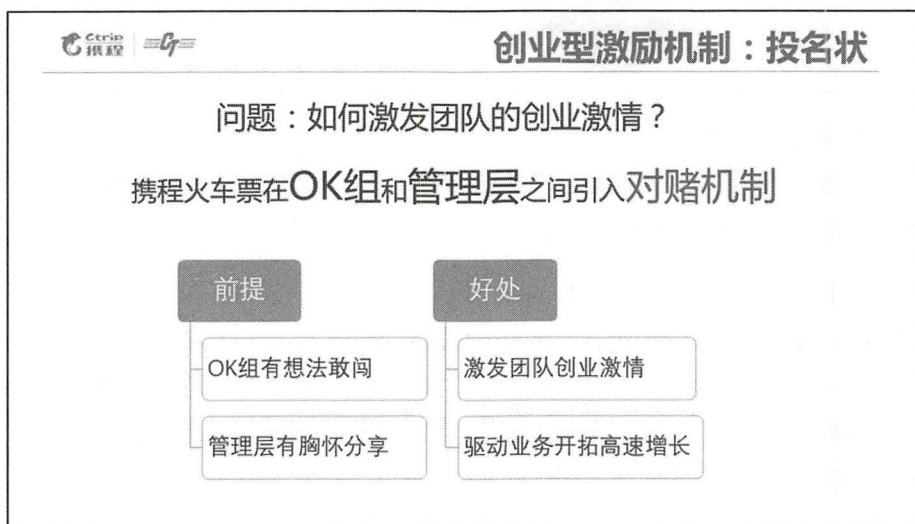 Ctrip
携程
CT
创业型激励机制：投名状
问题：如何激发团队的创业激情？
携程火车票在OK组和管理层之间引入对赌机制
前提
好处
OK组有想法敢闯
激发团队创业激情
管理层有胸怀分享
驱动业务开拓高速增长